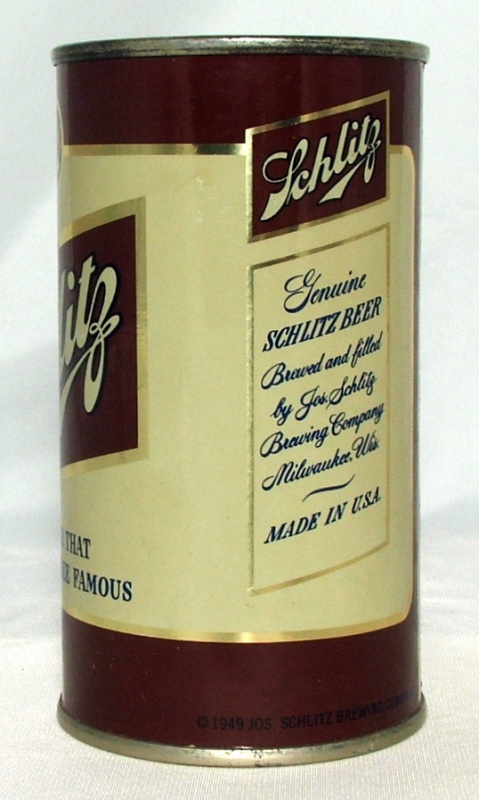 Schlitz
Genuine
SCHLITZ BEER
Brewed and filled
by Jos. Schlitz
Brewing Company
Milwaukee, Wis.
MADE IN U.S.A.
litz
THAT
FAMOUS
© 1949 JOS. SCHLITZ BREWING